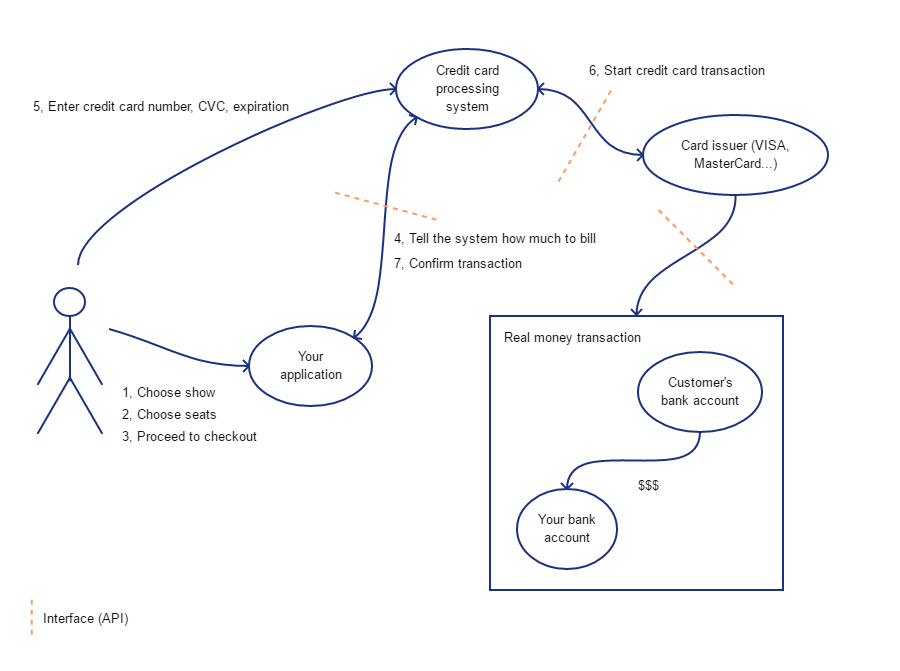 Credit card
processing
system
6, Start credit card transaction
5, Enter credit card number, CVC, expiration
Card issuer (VISA,
MasterCard...)
4, Tell the system how much to bill
7, Confirm transaction
Real money transaction
Your
application
Customer's
bank account
1, Choose show
2, Choose seats
3, Proceed to checkout
$$$
Your bank
account
Interface (API)